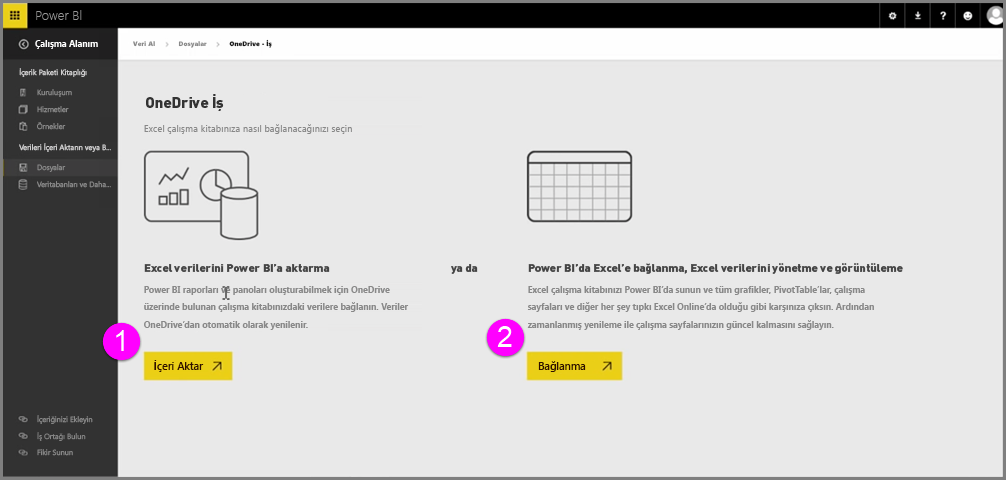 Power BI
?
Çalışma Alanım
Veri Al > Dosyalar > OneDrive - İş
İçerik Paketi Kitaplığı
Kuruluşum
Hizmetler
Örnekler
Verileri İçeri Aktarın veya B...
Dosyalar
Veritabanları ve Daha...
OneDrive İş
Excel çalışma kitabınıza nasıl bağlanacağınızı seçin
Excel verilerini Power BI'a aktarma
Power BI raporları ve panoları oluşturabilmek için OneDrive
üzerinde bulunan çalışma kitabınızdaki verilere bağlanın. Veriler
OneDrive'dan otomatik olarak yenilenir.
1
İçeri Aktar
ya da
Power BI'da Excel'e bağlanma, Excel verilerini yönetme ve görüntüleme
Excel çalışma kitabınızı Power BI'da sunun ve tüm grafikler, PivotTable'lar, çalışma
sayfaları ve diğer her şey tıpkı Excel Online'da olduğu gibi karşınıza çıksın. Ardından
zamanlanmış yenileme ile çalışma sayfalarınızın güncel kalmasını sağlayın.
2
Bağlanma
İçeriğinizi Ekleyin
İş Ortağı Bulun
Fikir Sunun